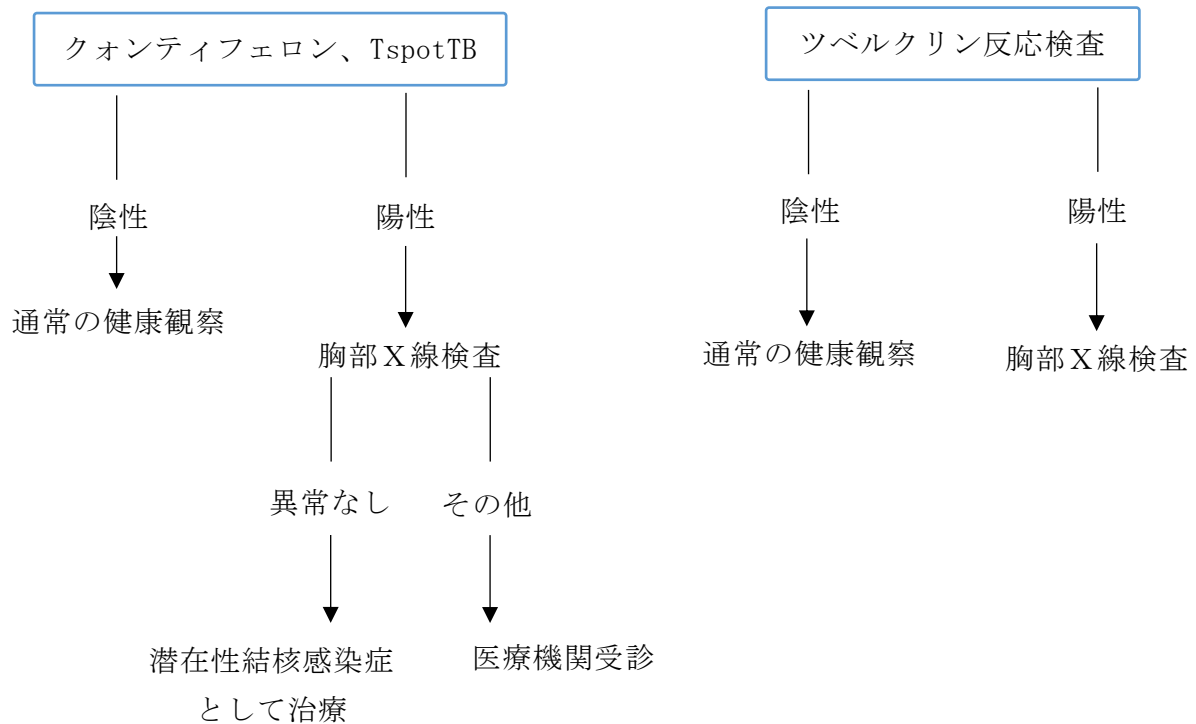 クォンティフェロン、TspotTB
ツベルクリン反応検査
陰性
陽性
陰性
陽性
通常の健康観察
胸部X線検査
通常の健康観察
胸部X線検査
異常なし
その他
潜在性結核感染症
として治療
医療機関受診